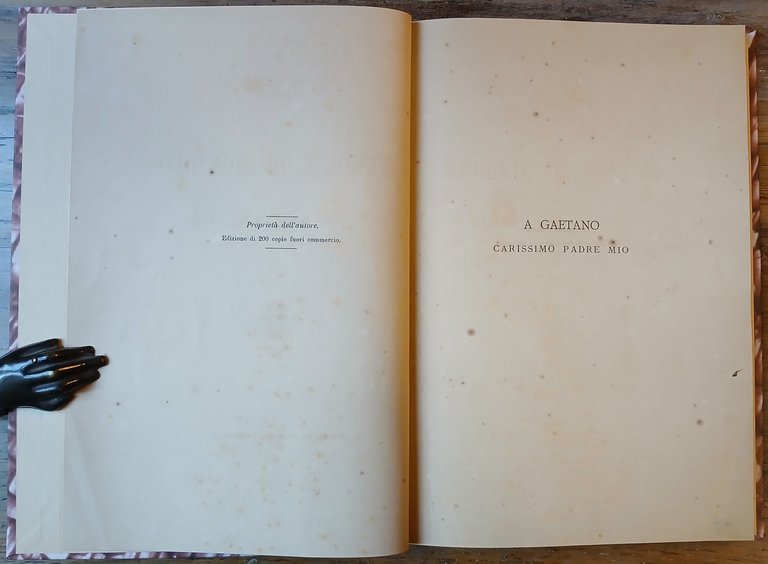 Proprietà dell'autore.
Edizione di 200 copie fuori commercio.
A GAETANO
CARISSIMO PADRE MIO